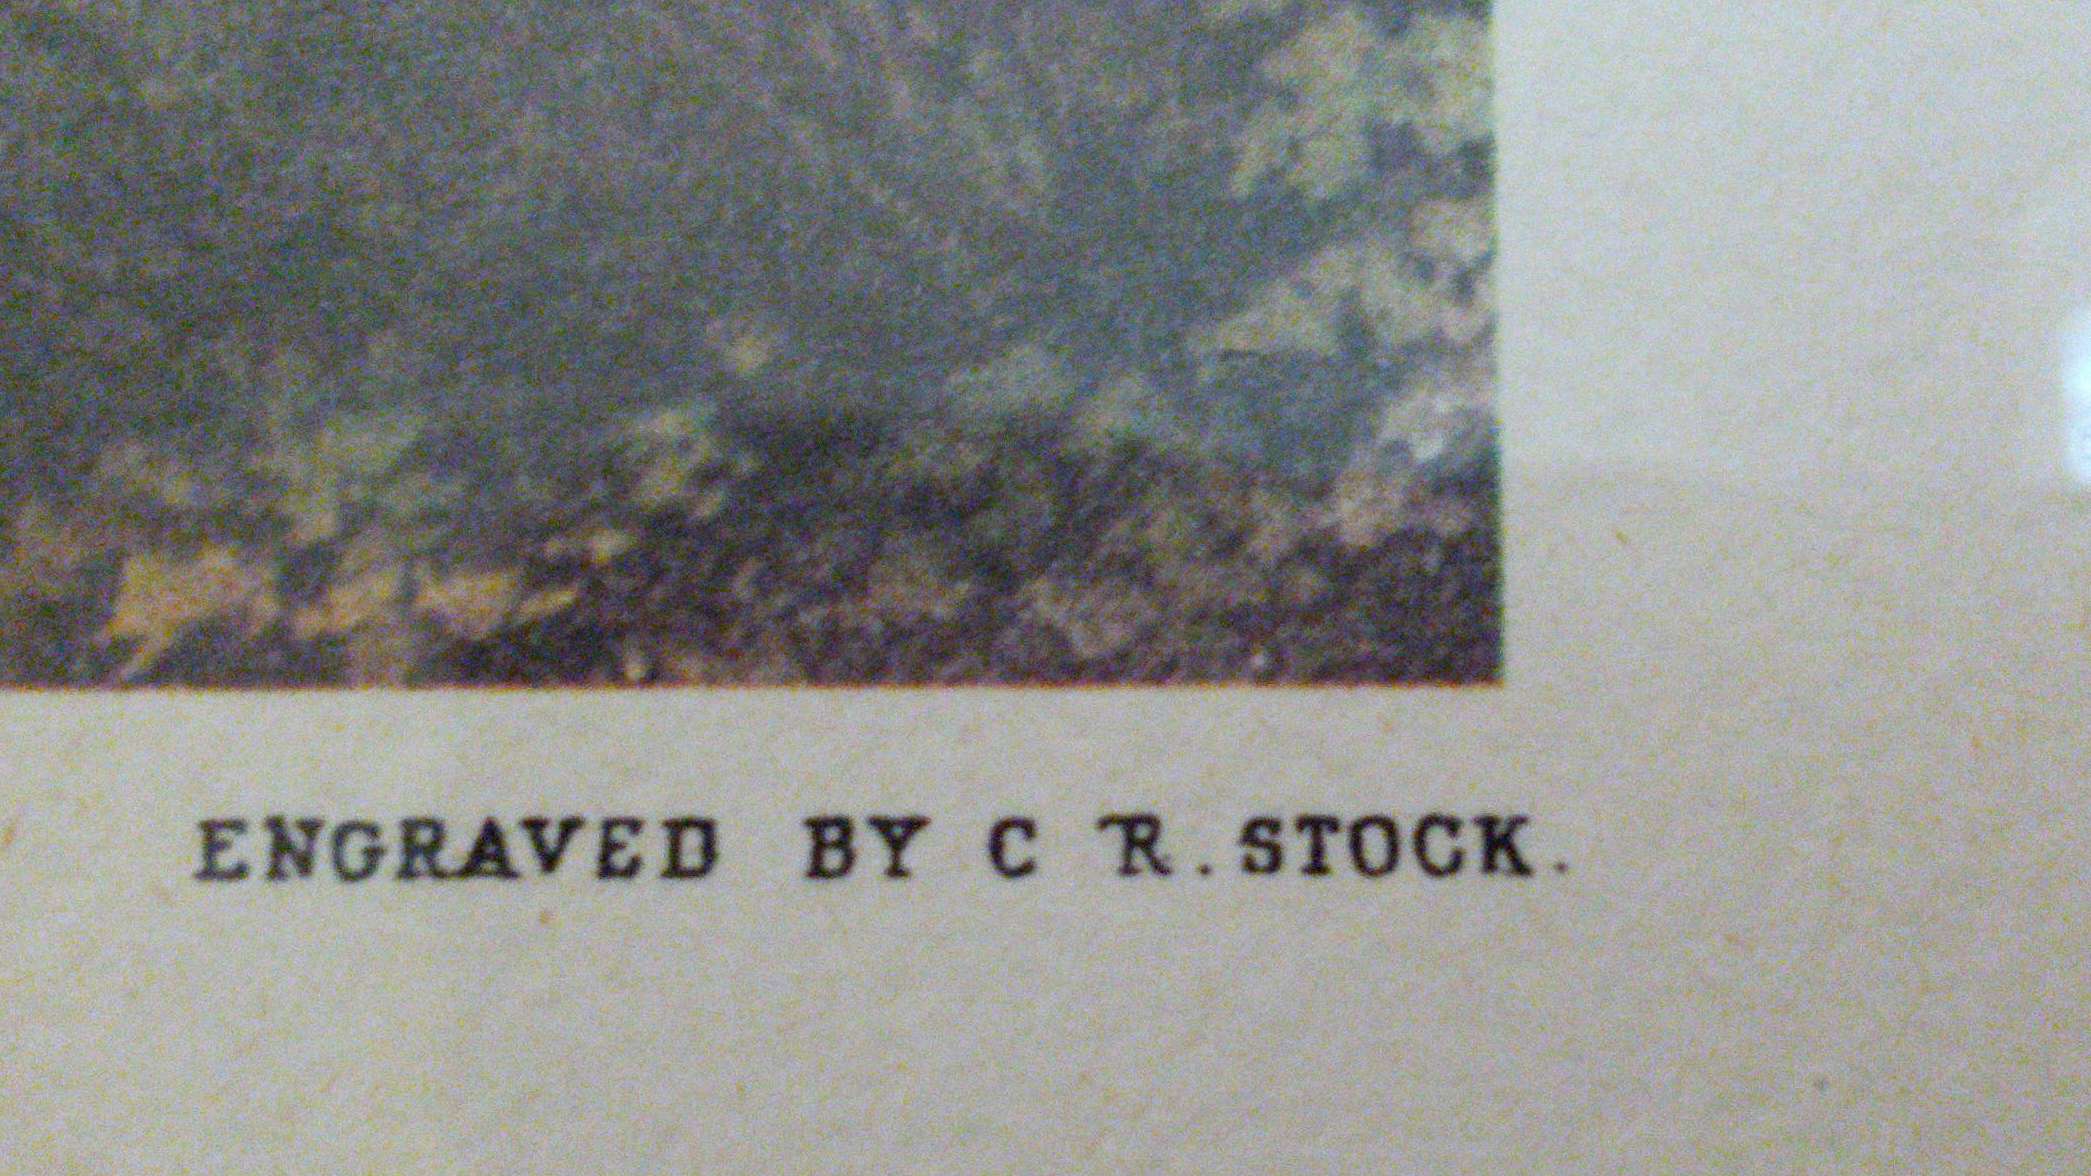 ENGRAVED BY C R. STOCK.